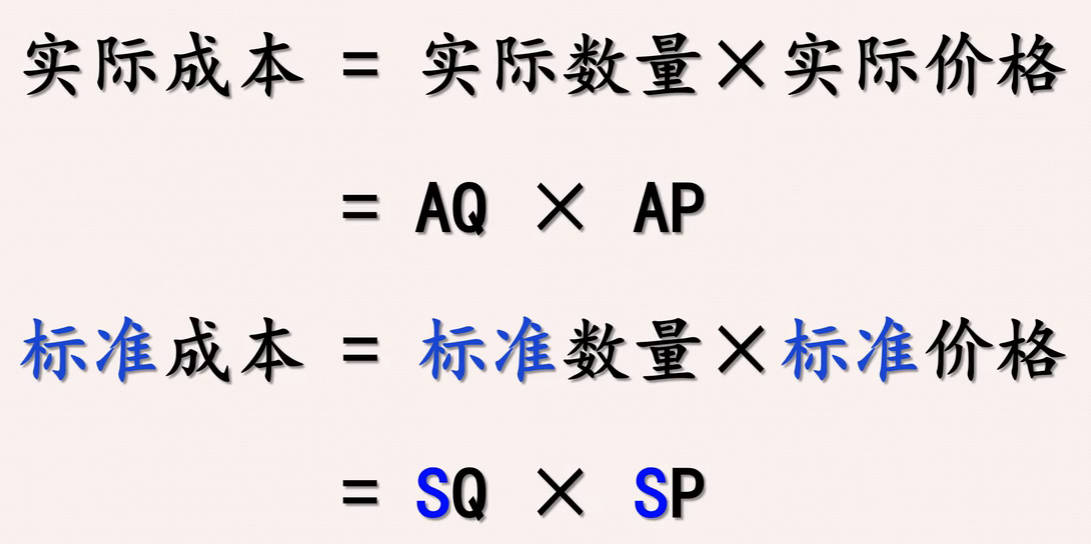 实际成本 = 实际数量×实际价格
= AQ × AP
标准成本 = 标准数量×标准价格
= SQ × SP